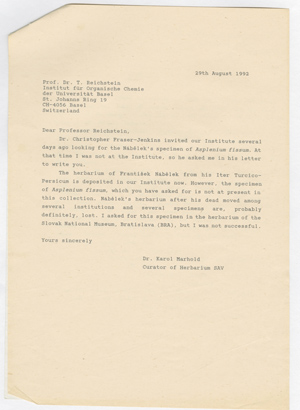 29th August 1992
Prof. Dr. T. Reichstein
Institut für Organische Chemie
der Universität Basel
St. Johanns Ring 19
CH-4056 Basel
Switzerland
Dear Professor Reichstein,
Dr. Christopher Fraser-Jenkins invited our Institute several
days ago looking for the Nábělek's specimen of Asplenium fissum. At
that time I was not at the Institute, so he asked me in his letter
to write you.
The herbarium of František Nábělek from his Iter Turcico-
Persicum is deposited in our Institute now. However, the specimen
of Asplenium fissum, which you have asked for is not at present in
this collection. Nábělek's herbarium after his dead moved among
several institutions and several specimens are, probably
definitely, lost. I asked for this specimen in the herbarium of the
Slovak National Museum, Bratislava (BRA), but I was not successful.
Yours sincerely
Dr. Karol Marhold
Curator of Herbarium SAV